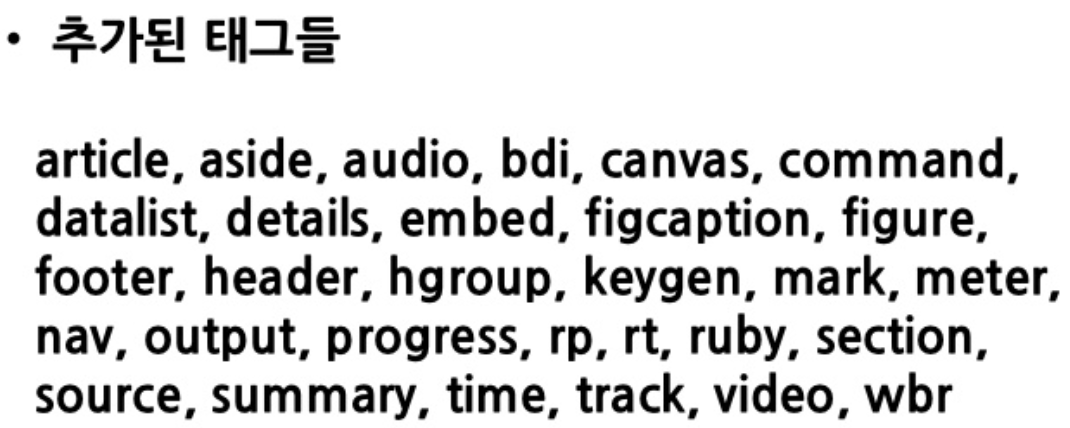 • 추가된 태그들
article, aside, audio, bdi, canvas, command,
datalist, details, embed, figcaption, figure,
footer, header, hgroup, keygen, mark, meter,
nav, output, progress, rp, rt, ruby, section,
source, summary, time, track, video, wbr